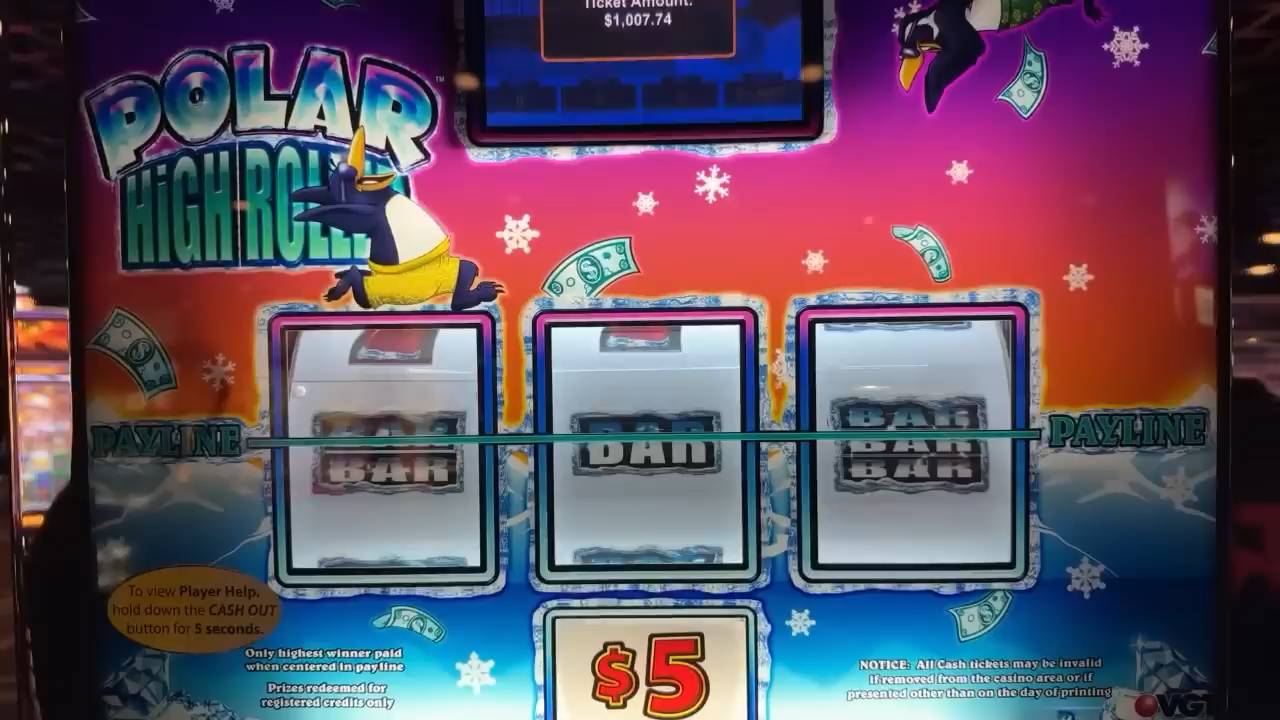 Ticket Amount:
$1,007.74
POLAR™
HIGH ROLL
BAR
BAR
BAR
BAR
BAR
BAR
PAYLINE
PAYLINE
To view Player Help,
hold down the CASH OUT
button for 5 seconds.
Only highest winner paid
when centered in payline
Prizes redeemed for
registered credits only
$5
NOTICE: All Cash tickets may be invalid
if removed from the casino area or if
presented other than on the day of printing
VGT